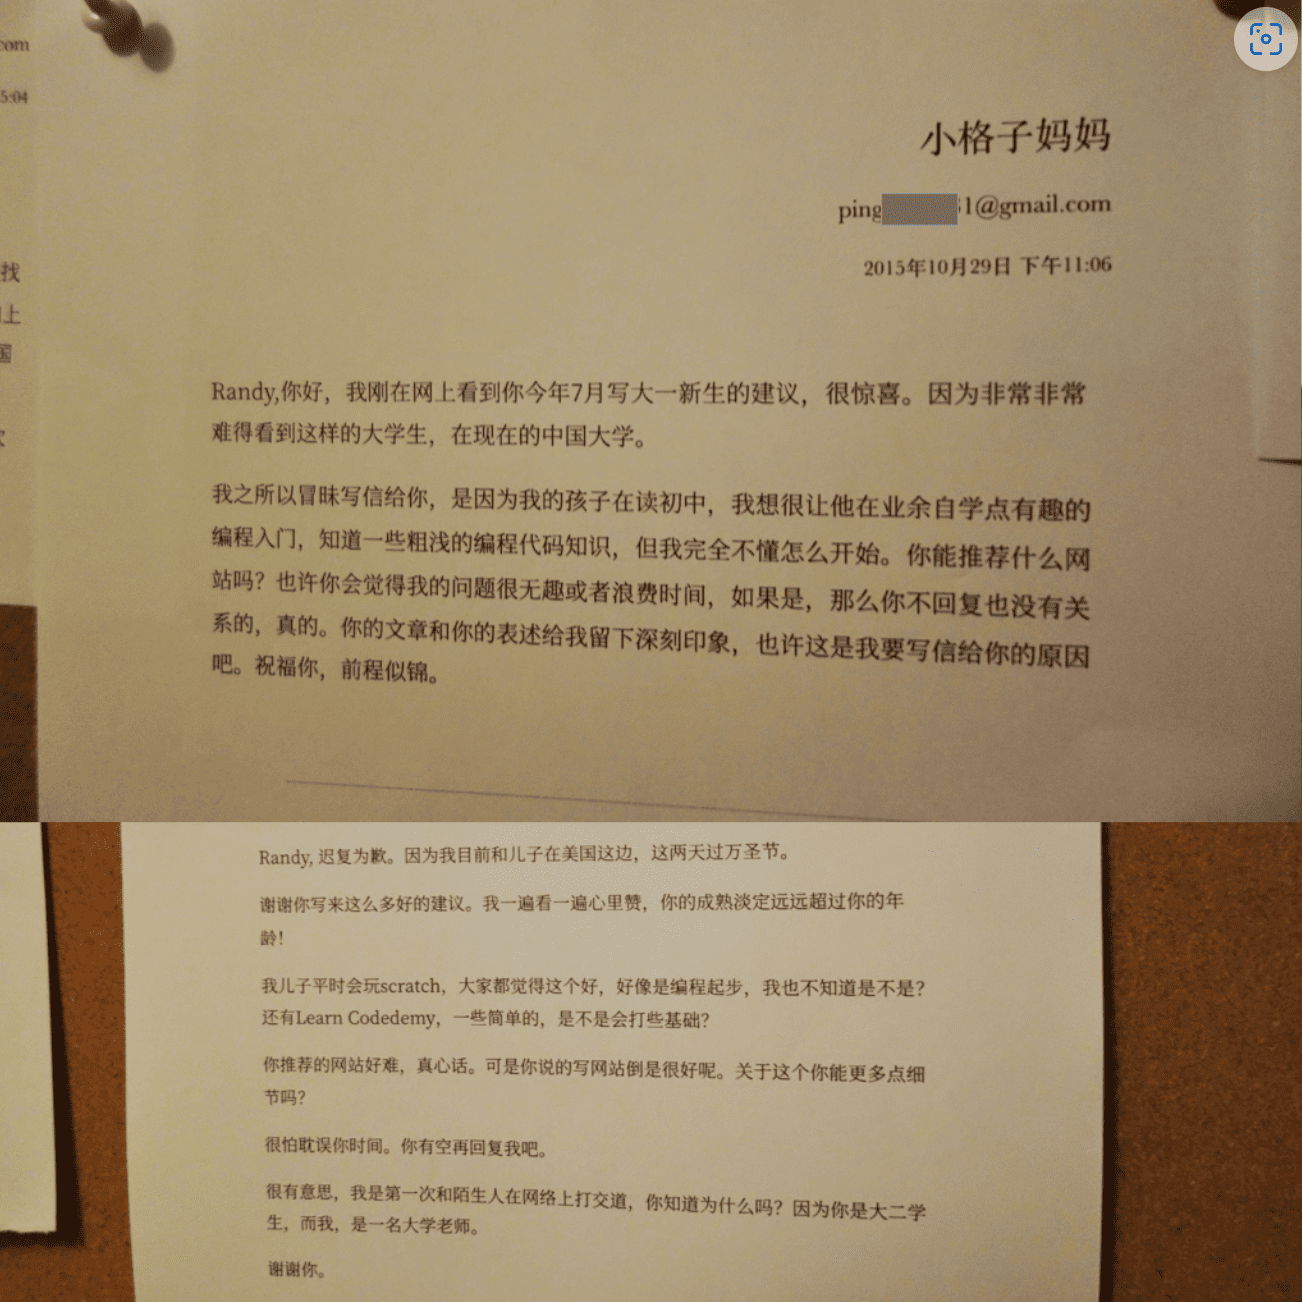 com
5:04
找
上
国
小格子妈妈
ping 31@gmail.com
2015年10月29日 下午11:06
Randy,你好，我刚在网上看到你今年7月写大一新生的建议，很惊喜。因为非常非常
难得看到这样的大学生，在现在的中国大学。
我之所以冒昧写信给你，是因为我的孩子在读初中，我想很让他在业余自学点有趣的
编程入门，知道一些粗浅的编程代码知识，但我完全不懂怎么开始。你能推荐什么网
站吗？也许你会觉得我的问题很无趣或者浪费时间，如果是，那么你不回复也没有关
系的，真的。你的文章和你的表述给我留下深刻印象，也许这是我要写信给你的原因
吧。祝福你，前程似锦。
Randy, 迟复为歉。因为我目前和儿子在美国这边，这两天过万圣节。
谢谢你写来这么多好的建议。我一遍看一遍心里赞，你的成熟淡定远远超过你的年
龄！
我儿子平时会玩scratch，大家都觉得这个好，好像是编程起步，我也不知道是不是？
还有Learn Codedemy，一些简单的，是不是会打些基础？
你推荐的网站好难，真心话。可是你说的写网站倒是很好呢。关于这个你能更多点细
节吗？
很怕耽误你时间。你有空再回复我吧。
很有意思，我是第一次和陌生人在网络上打交道，你知道为什么吗？因为你是大二学
生，而我，是一名大学老师。
谢谢你。